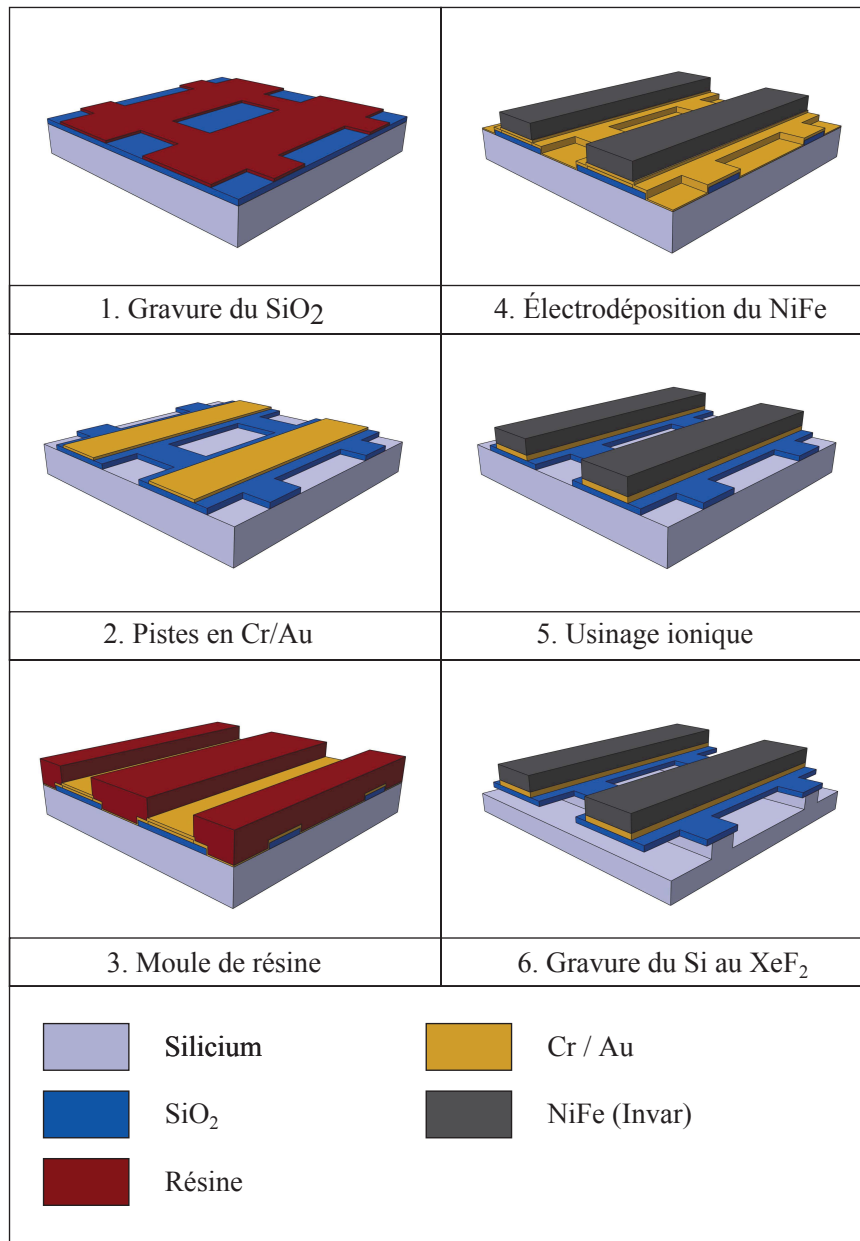 1. Gravure du SiO2
4. Électrodéposition du NiFe
2. Pistes en Cr/Au
5. Usinage ionique
3. Moule de résine
6. Gravure du Si au XeF₂
Silicium
Cr / Au
SiO₂
NiFe (Invar)
Résine